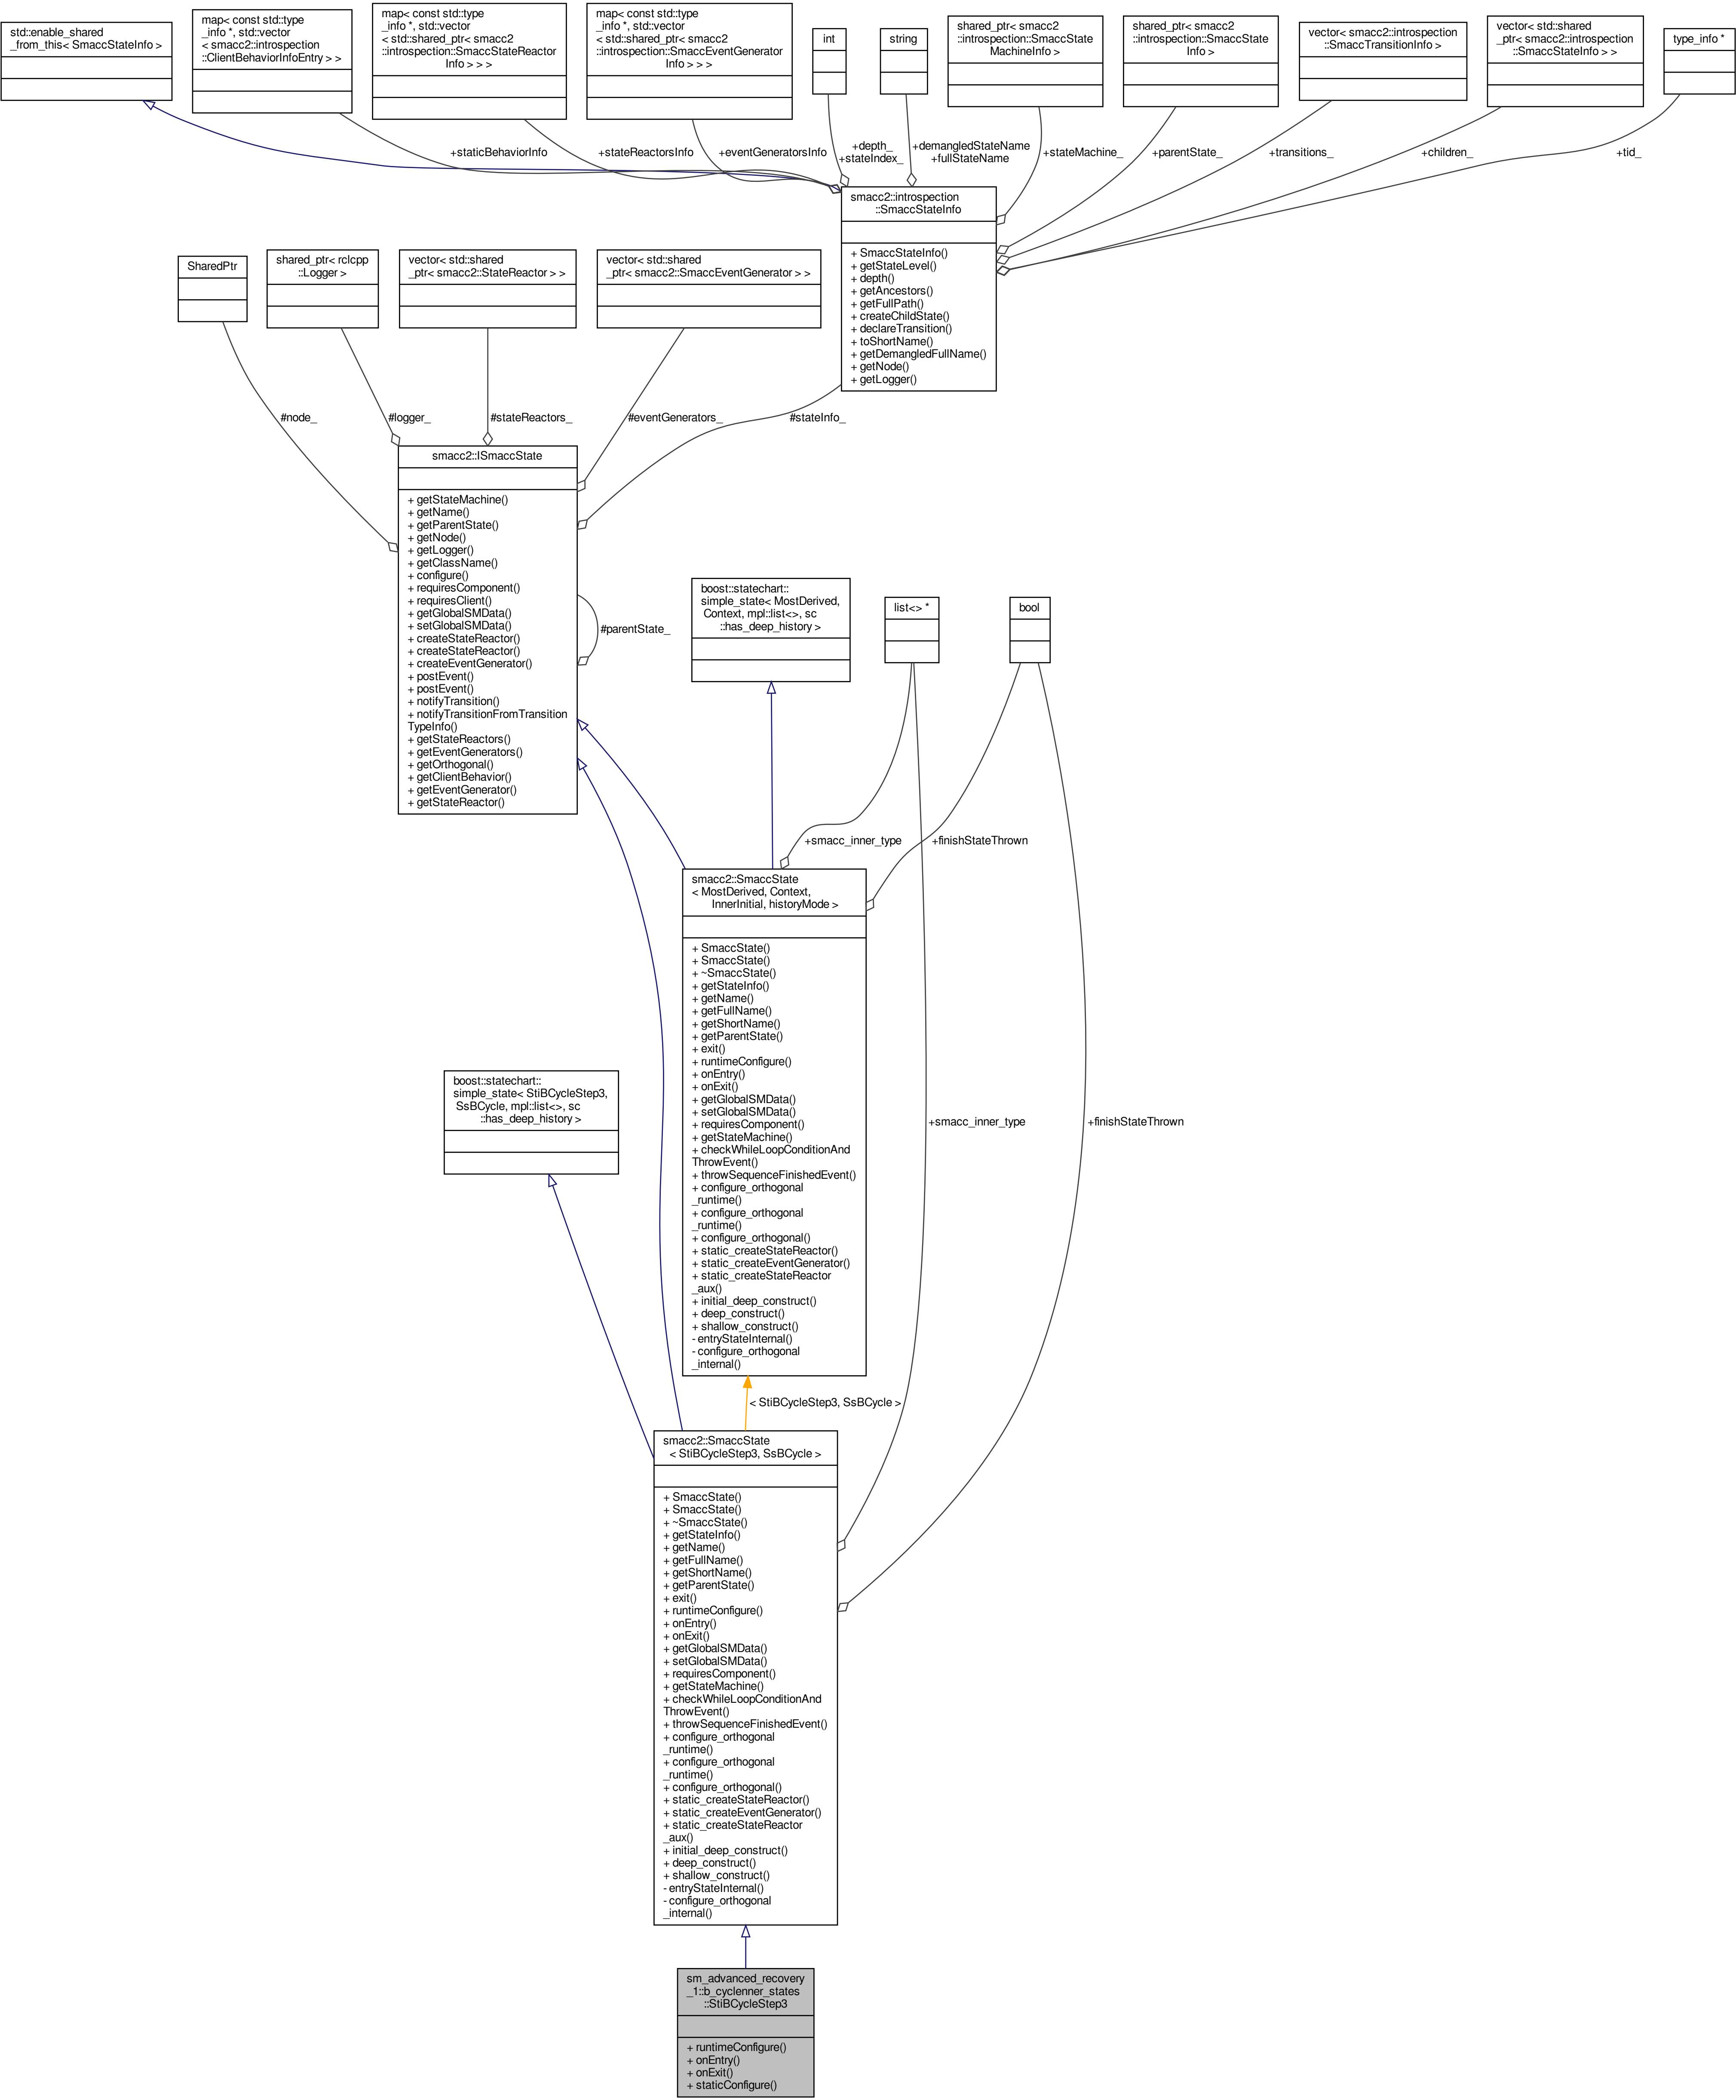 std::enable_shared
_from_this< SmaccStateInfo >
map< const std::type
_info *, std::vector
< smacc2::introspection
::ClientBehaviorInfoEntry > >
map< const std::type
_info *, std::vector
< std::shared_ptr< smacc2
::introspection::SmaccStateReactor
Info > > >
map< const std::type
_info *, std::vector
< std::shared_ptr< smacc2
::introspection::SmaccEventGenerator
Info > > >
int
string
shared_ptr< smacc2
::introspection::SmaccState
MachineInfo >
shared_ptr< smacc2
::introspection::SmaccState
Info >
vector< smacc2::introspection
::SmaccTransitionInfo >
vector< std::shared
_ptr< smacc2::introspection
::SmaccStateInfo > >
type_info *
+staticBehaviorInfo
+stateReactorsInfo
+eventGeneratorsInfo
+depth_
+stateIndex_
+demangledStateName
+fullStateName
+stateMachine_
+parentState_
+transitions_
+children_
+tid_
smacc2::introspection
::SmaccStateInfo
+ SmaccStateInfo()
+ getStateLevel()
+ depth()
+ getAncestors()
+ getFullPath()
+ createChildState()
+ declareTransition()
+ toShortName()
+ getDemangledFullName()
+ getNode()
+ getLogger()
SharedPtr
shared_ptr< rclcpp
::Logger >
vector< std::shared
_ptr< smacc2::StateReactor > >
vector< std::shared
_ptr< smacc2::SmaccEventGenerator > >
#node_
#logger_
#stateReactors_
#eventGenerators_
#stateInfo_
smacc2::ISmaccState
+ getStateMachine()
+ getName()
+ getParentState()
+ getNode()
+ getLogger()
+ getClassName()
+ configure()
+ requiresComponent()
+ requiresClient()
+ getGlobalSMData()
+ setGlobalSMData()
+ createStateReactor()
+ createStateReactor()
+ createEventGenerator()
+ postEvent()
+ postEvent()
+ notifyTransition()
+ notifyTransitionFromTransition
TypeInfo()
+ getStateReactors()
+ getEventGenerators()
+ getOrthogonal()
+ getClientBehavior()
+ getEventGenerator()
+ getStateReactor()
#parentState_
boost::statechart::
simple_state< MostDerived,
Context, mpl::list<>, sc
::has_deep_history >
list<> *
bool
+smacc_inner_type
+finishStateThrown
smacc2::SmaccState
< MostDerived, Context,
InnerInitial, historyMode >
+ SmaccState()
+ SmaccState()
+ ~SmaccState()
+ getStateInfo()
+ getName()
+ getFullName()
+ getShortName()
+ getParentState()
+ exit()
+ runtimeConfigure()
+ onEntry()
+ onExit()
+ getGlobalSMData()
+ setGlobalSMData()
+ requiresComponent()
+ getStateMachine()
+ checkWhileLoopConditionAnd
ThrowEvent()
+ throwSequenceFinishedEvent()
+ configure_orthogonal
_runtime()
+ configure_orthogonal
_runtime()
+ configure_orthogonal()
+ static_createStateReactor()
+ static_createEventGenerator()
+ static_createStateReactor
_aux()
+ initial_deep_construct()
+ deep_construct()
+ shallow_construct()
- entryStateInternal()
- configure_orthogonal
_internal()
boost::statechart::
simple_state< StiBCycleStep3,
SsBCycle, mpl::list<>, sc
::has_deep_history >
+smacc_inner_type
+finishStateThrown
< StiBCycleStep3, SsBCycle >
smacc2::SmaccState
< StiBCycleStep3, SsBCycle >
+ SmaccState()
+ SmaccState()
+ ~SmaccState()
+ getStateInfo()
+ getName()
+ getFullName()
+ getShortName()
+ getParentState()
+ exit()
+ runtimeConfigure()
+ onEntry()
+ onExit()
+ getGlobalSMData()
+ setGlobalSMData()
+ requiresComponent()
+ getStateMachine()
+ checkWhileLoopConditionAnd
ThrowEvent()
+ throwSequenceFinishedEvent()
+ configure_orthogonal
_runtime()
+ configure_orthogonal
_runtime()
+ configure_orthogonal()
+ static_createStateReactor()
+ static_createEventGenerator()
+ static_createStateReactor
_aux()
+ initial_deep_construct()
+ deep_construct()
+ shallow_construct()
- entryStateInternal()
- configure_orthogonal
_internal()
sm_advanced_recovery
_1::b_cyclenner_states
::StiBCycleStep3
+ runtimeConfigure()
+ onEntry()
+ onExit()
+ staticConfigure()